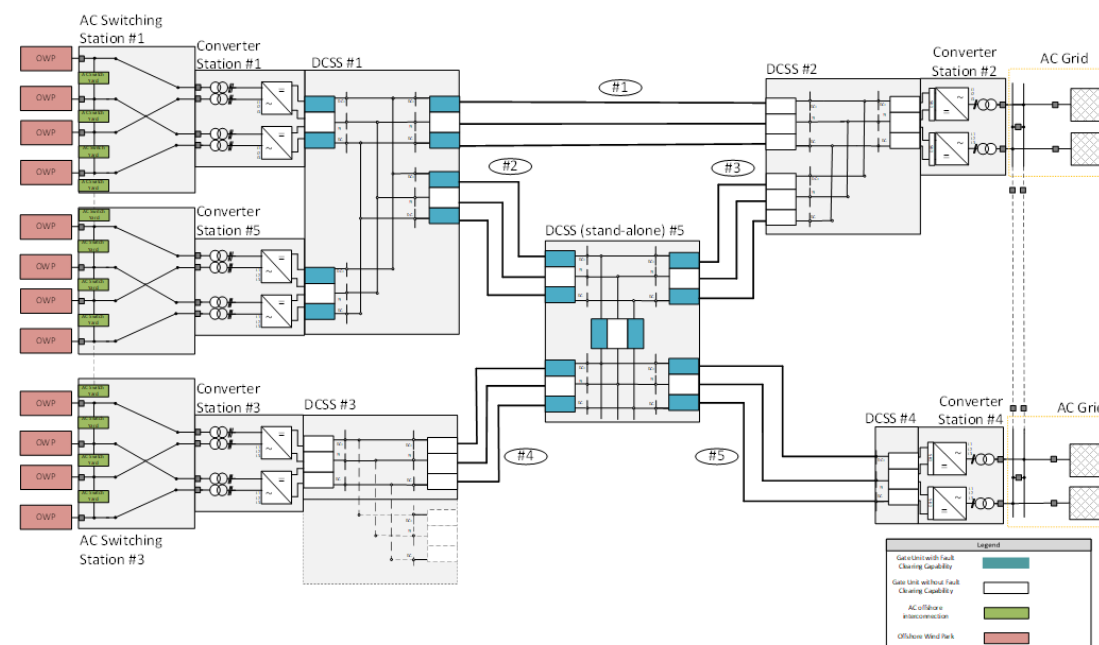 AC Switching
Station #1
Converter
Station #1
DCSS #1
#1
DCSS #2
Converter
Station #2
AC Grid
OWP
OWP
OWP
OWP
#2
#3
Converter
Station #5
DCSS (stand-alone) #5
OWP
OWP
OWP
OWP
Converter
Station #3
DCSS #3
DCSS #4
Converter
Station #4
AC Grid
OWP
OWP
OWP
OWP
#4
#5
AC Switching
Station #3
Legend
Gate Unit with Fault
Clearing Capability
Gate Unit without Fault
Clearing Capability
AC offshore
interconnection
Offshore Wind Park